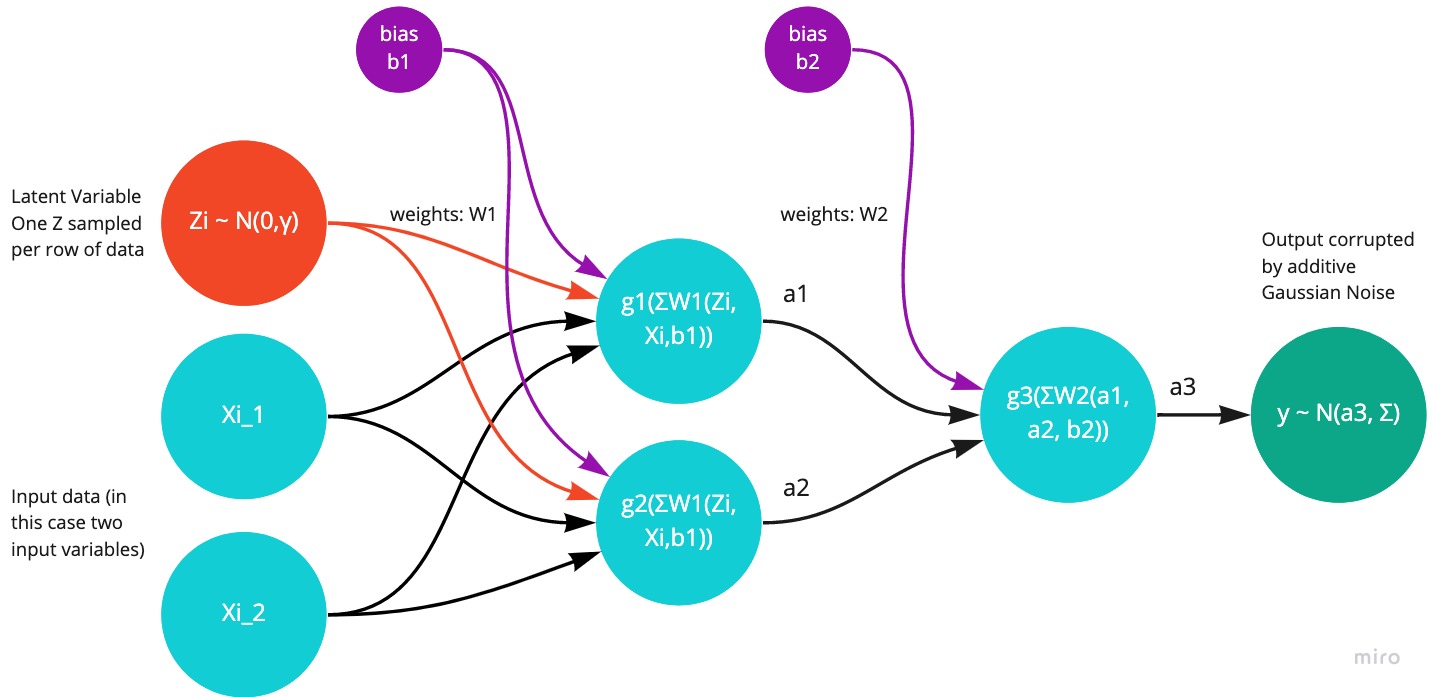 bias
b1
bias
b2
Latent Variable
One Z sampled
per row of data
Zi ~ N(0,γ)
weights: W1
weights: W2
Output corrupted
by additive
Gaussian Noise
g1(ΣW1(Zi,
Xi,b1))
a1
Xi_1
g3(ΣW2(a1,
a2, b2))
a3
y ~ N(a3, Σ)
Input data (in
this case two
input variables)
g2(ΣW1(Zi,
Xi,b1))
a2
Xi_2
miro